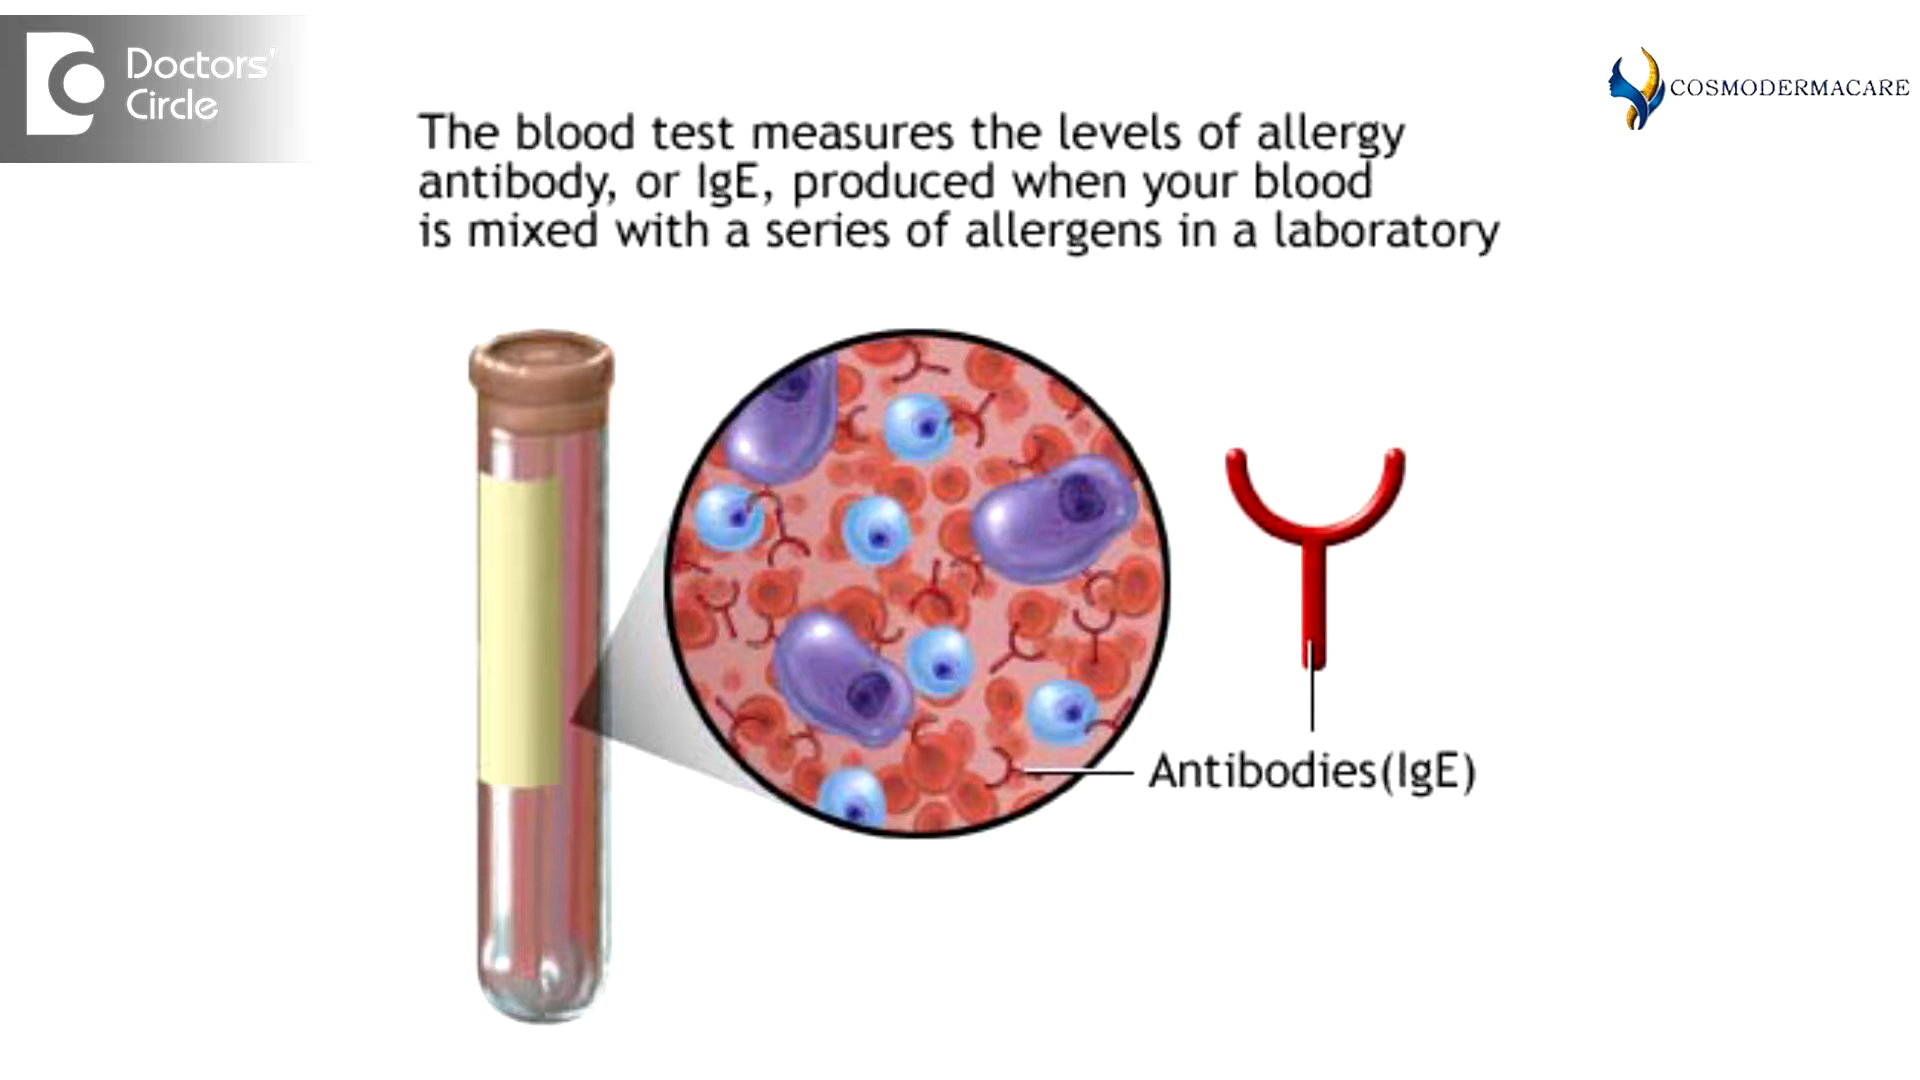 Doctors'
Circle
COSMODERMACARE
The blood test measures the levels of allergy
antibody, or IgE, produced when your blood
is mixed with a series of allergens in a laboratory
Antibodies(IgE)